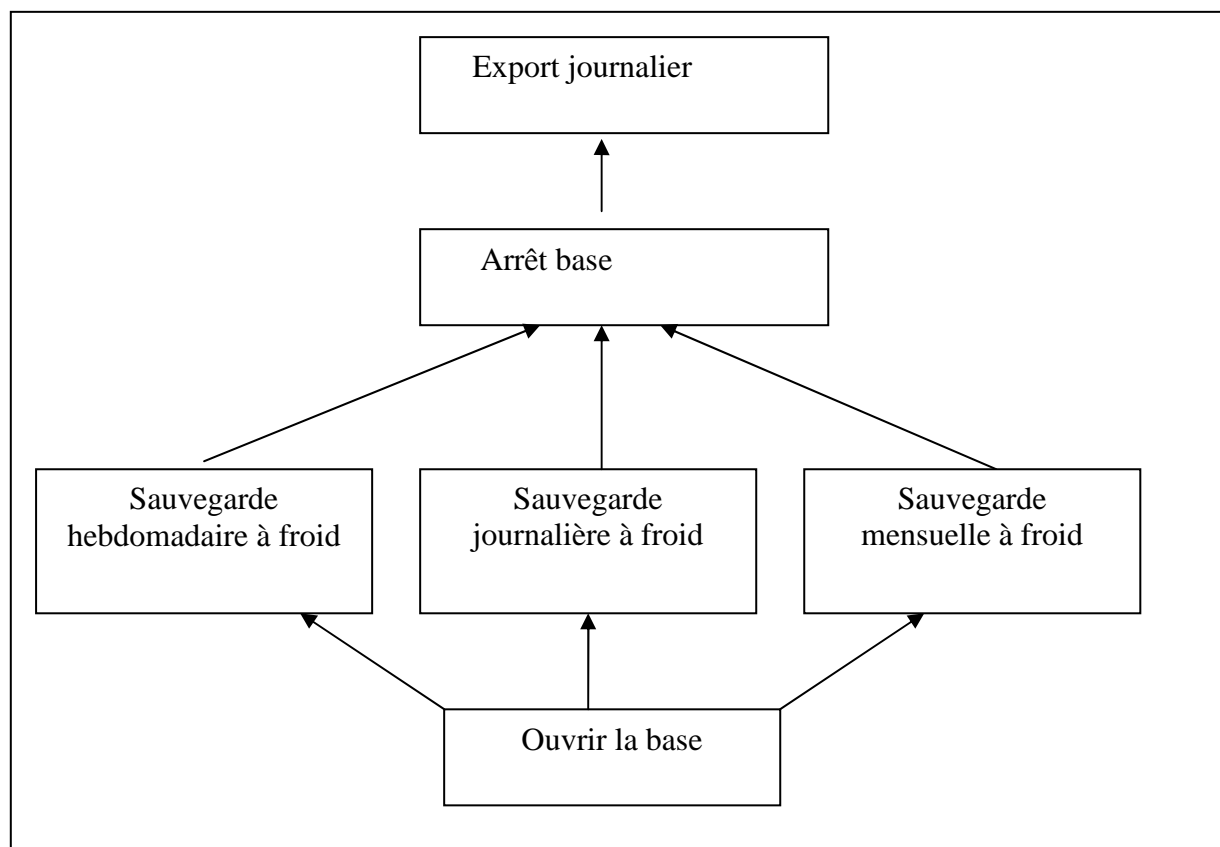 Export journalier
Arrêt base
Sauvegarde
hebdomadaire à froid
Sauvegarde
journalière à froid
Sauvegarde
mensuelle à froid
Ouvrir la base